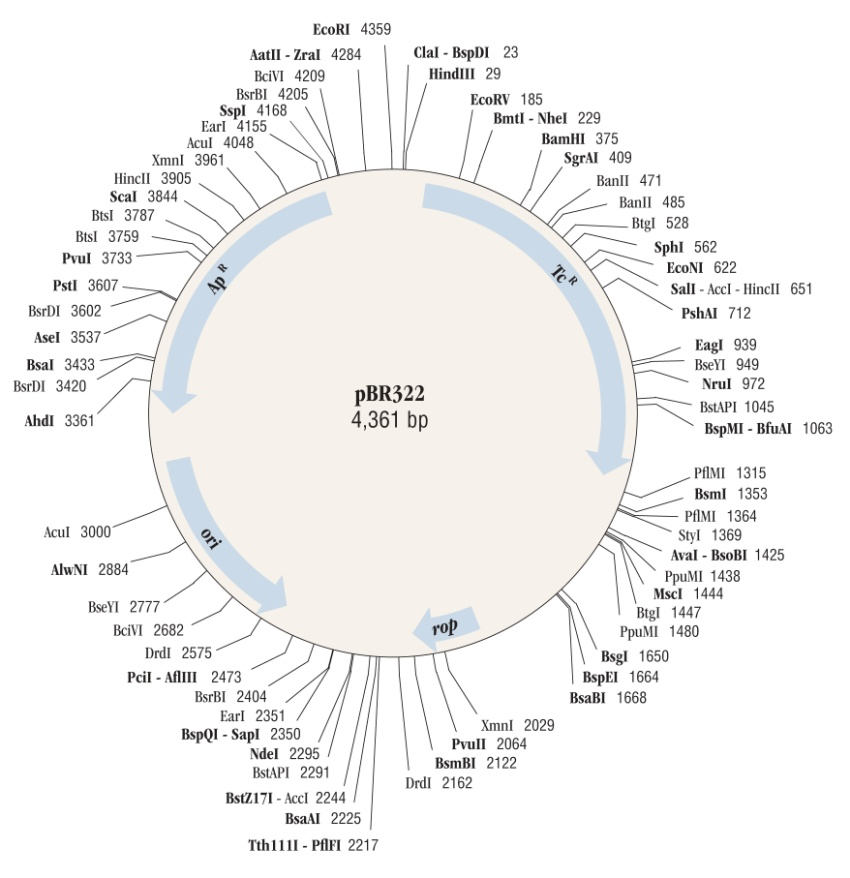 EcoRI 4359
AatII - ZraI 4284
BciVI 4209
BsrBI 4205
SspI 4168
EarI 4155
AcuI 4048
XmnI 3961
HincII 3905
ScaI 3844
BtsI 3787
BtsI 3759
PvuI 3733
PstI 3607
BsrDI 3602
AseI 3537
BsaI 3433
BsrDI 3420
AhdI 3361
AcuI 3000
AlwNI 2884
BseYI 2777
BciVI 2682
DrdI 2575
PciI - AflIII 2473
BsrBI 2404
EarI 2351
BspQI - SapI 2350
NdeI 2295
BstAPI 2291
BstZ17I - AccI 2244
BsaAI 2225
Tth111I - PflFI 2217
ClaI - BspDI 23
HindIII 29
EcoRV 185
BmtI - NheI 229
BamHI 375
SgrAI 409
BanII 471
BanII 485
BtgI 528
SphI 562
EcoNI 622
SalI - AccI - HincII 651
PshAI 712
EagI 939
BseYI 949
NruI 972
BstAPI 1045
BspMI - BfuAI 1063
PflMI 1315
BsmI 1353
PflMI 1364
StyI 1369
AvaI - BsoBI 1425
PpuMI 1438
MscI 1444
BtgI 1447
PpuMI 1480
BsgI 1650
BspEI 1664
BsaBI 1668
XmnI 2029
PvuII 2064
BsmBI 2122
DrdI 2162
Ap R
Tc R
pBR322
4,361 bp
ori
rop